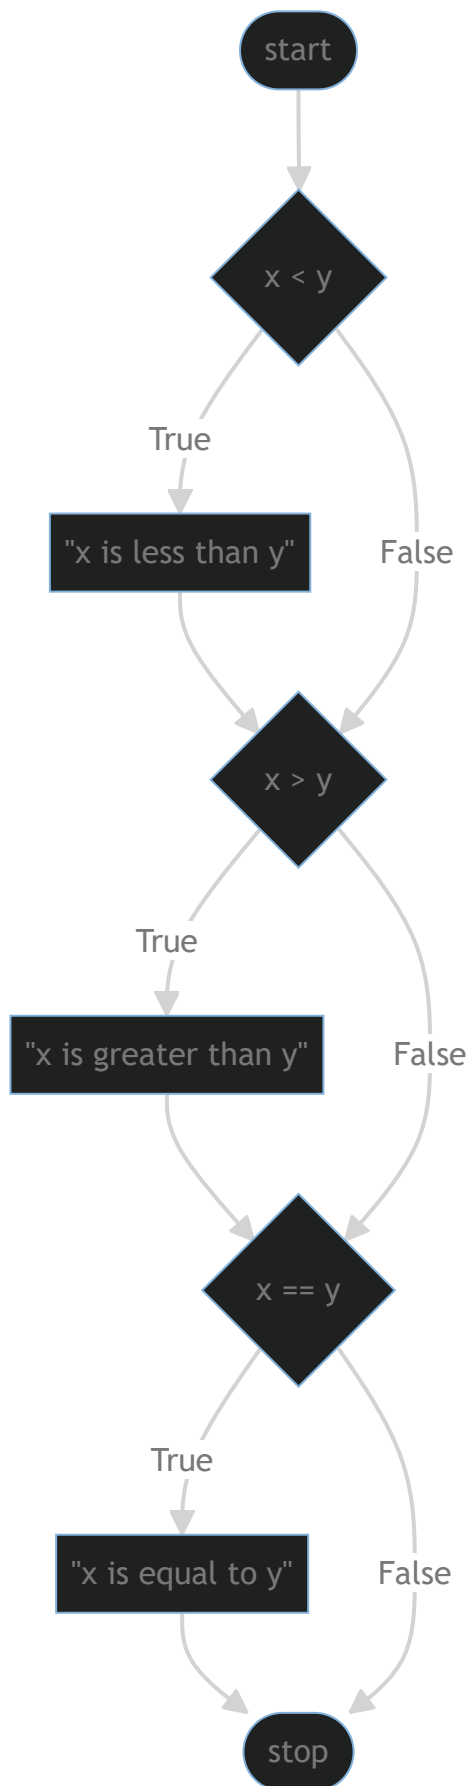 start
x < y
True
"x is less than y"
False
x > y
True
"x is greater than y"
False
x == y
True
"x is equal to y"
False
stop